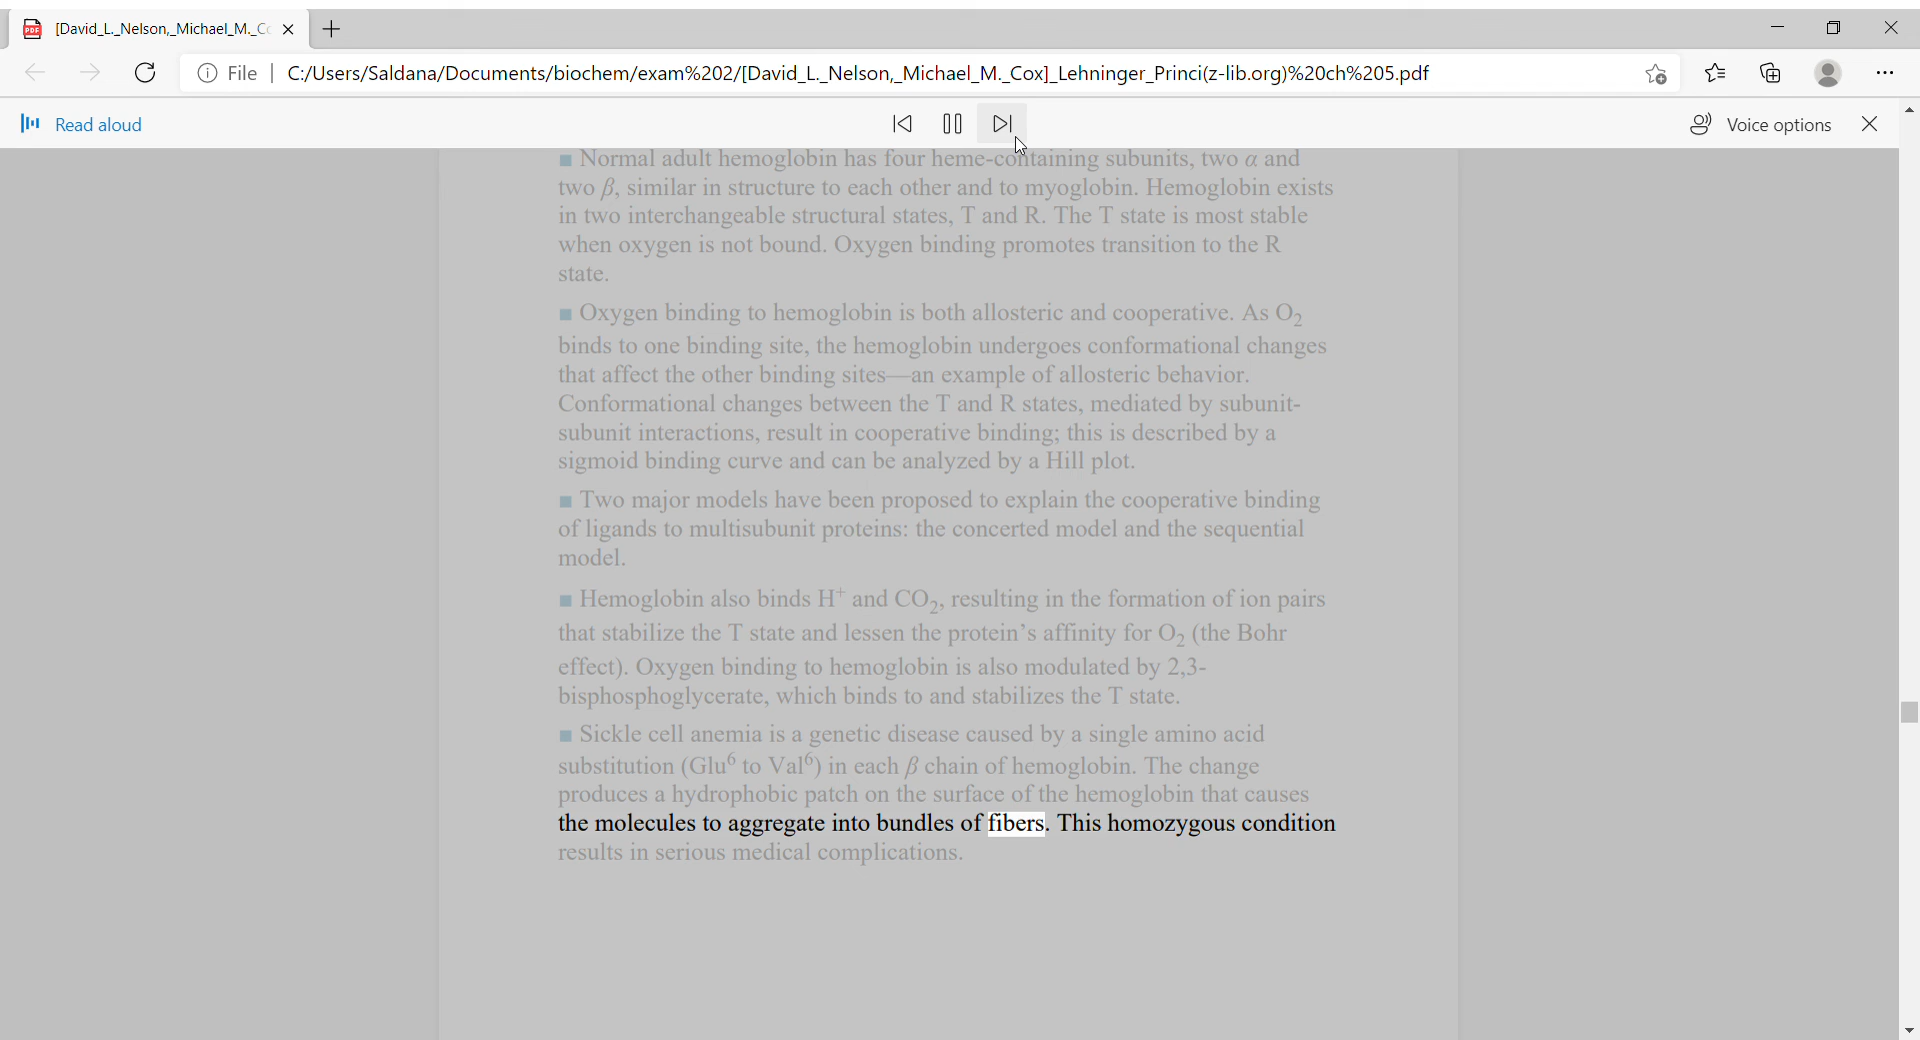 [David_L._Nelson,_Michael_M._Co
File | C:/Users/Saldana/Documents/biochem/exam%202/[David_L._Nelson,_Michael_M._Cox]_Lehninger_Princi(z-lib.org)%20ch%205.pdf
Read aloud
Voice options
■ Normal adult hemoglobin has four heme-containing subunits, two α and
two β, similar in structure to each other and to myoglobin. Hemoglobin exists
in two interchangeable structural states, T and R. The T state is most stable
when oxygen is not bound. Oxygen binding promotes transition to the R
state.
■ Oxygen binding to hemoglobin is both allosteric and cooperative. As O₂
binds to one binding site, the hemoglobin undergoes conformational changes
that affect the other binding sites—an example of allosteric behavior.
Conformational changes between the T and R states, mediated by subunit-
subunit interactions, result in cooperative binding; this is described by a
sigmoid binding curve and can be analyzed by a Hill plot.
■ Two major models have been proposed to explain the cooperative binding
of ligands to multisubunit proteins: the concerted model and the sequential
model.
■ Hemoglobin also binds H⁺ and CO₂, resulting in the formation of ion pairs
that stabilize the T state and lessen the protein’s affinity for O₂ (the Bohr
effect). Oxygen binding to hemoglobin is also modulated by 2,3-
bisphosphoglycerate, which binds to and stabilizes the T state.
■ Sickle cell anemia is a genetic disease caused by a single amino acid
substitution (Glu⁶ to Val⁶) in each β chain of hemoglobin. The change
produces a hydrophobic patch on the surface of the hemoglobin that causes
the molecules to aggregate into bundles of fibers. This homozygous condition
results in serious medical complications.